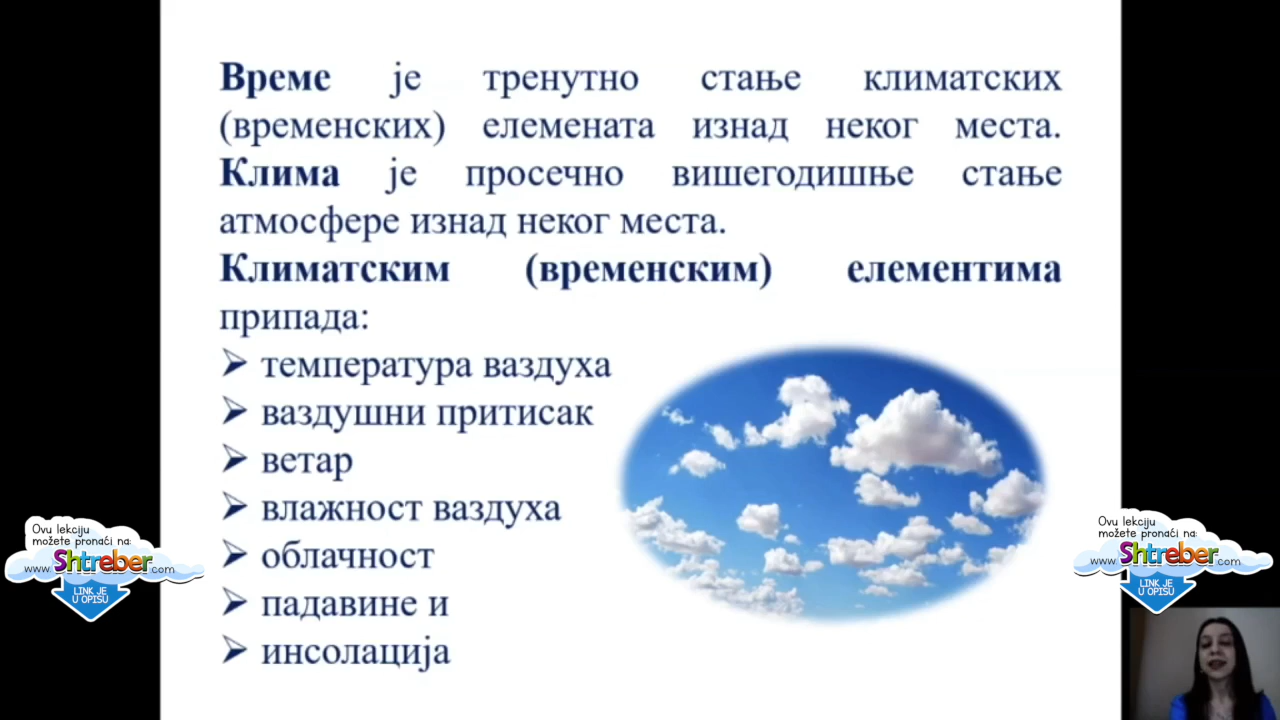 Време је тренутно стање климатских
(временских) елемената изнад неког места.
Клима је просечно вишегодишње стање
атмосфере изнад неког места.
Климатским (временским) елементима
припада:
температура ваздуха
ваздушни притисак
ветар
влажност ваздуха
облачност
падавине и
инсолација
Ovu lekciju
možete pronaći na:
www.Shtreber.com
LINK JE
U OPISU
Ovu lekciju
možete pronaći na:
www.Shtreber.com
LINK JE
U OPISU